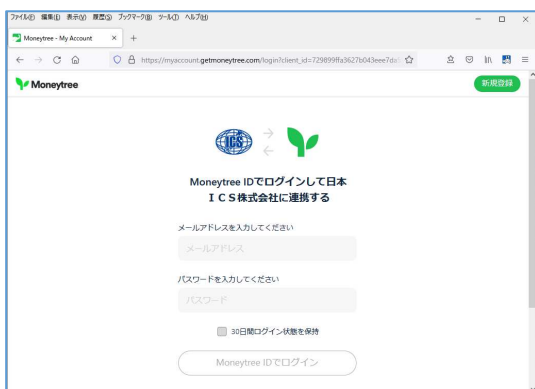 ファイル(F) 編集(E) 表示(V) 履歴(S) ブックマーク(B) ツール(T) ヘルプ(H)
Moneytree - My Account
https://myaccount.getmoneytree.com/login?client_id=729899ffa3627b043eee7da
Moneytree
新規登録
ICS
Moneytree IDでログインして日本
ＩＣＳ株式会社に連携する
メールアドレスを入力してください
メールアドレス
パスワードを入力してください
パスワード
30日間ログイン状態を保持
Moneytree IDでログイン